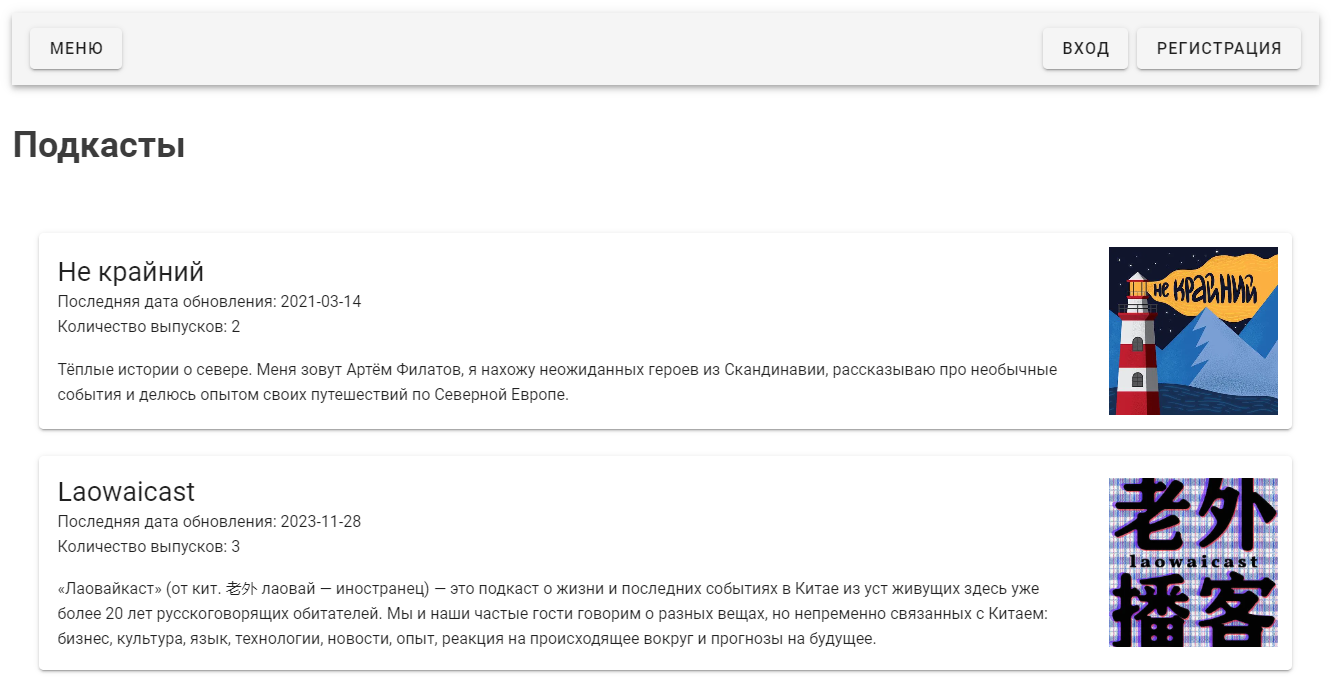 МЕНЮ
ВХОД
РЕГИСТРАЦИЯ
Подкасты
Не крайний
Последняя дата обновления: 2021-03-14
Количество выпусков: 2
Тёплые истории о севере. Меня зовут Артём Филатов, я нахожу неожиданных героев из Скандинавии, рассказываю про необычные
события и делюсь опытом своих путешествий по Северной Европе.
не крайний
Laowaicast
Последняя дата обновления: 2023-11-28
Количество выпусков: 3
«Лаовайкаст» (от кит. 老外 лаовай — иностранец) — это подкаст о жизни и последних событиях в Китае из уст живущих здесь уже
более 20 лет русскоговорящих обитателей. Мы и наши частые гости говорим о разных вещах, но непременно связанных с Китаем:
бизнес, культура, язык, технологии, новости, опыт, реакция на происходящее вокруг и прогнозы на будущее.
老外
laowaicast
播客